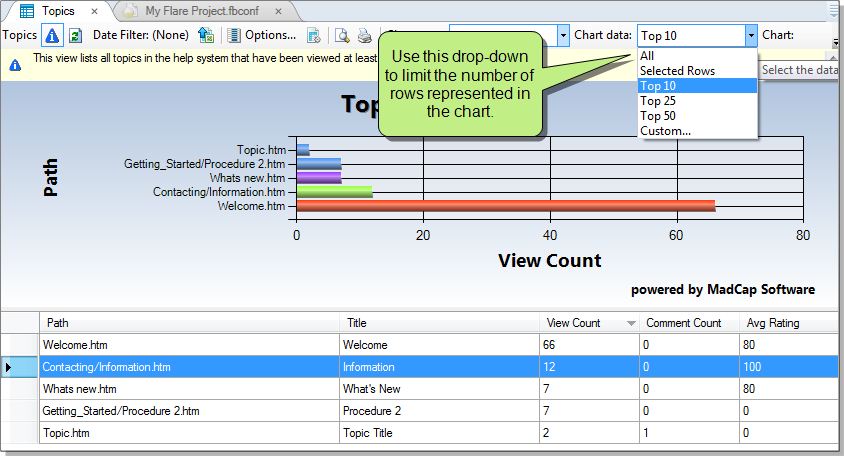 Topics
My Flare Project.fbconf
Topics
Date Filter: (None)
Options...
Chart data:
Top 10
Chart:
All
Selected Rows
Top 10
Top 25
Top 50
Custom...
Select the data
This view lists all topics in the help system that have been viewed at least
Use this drop-down
to limit the number of
rows represented in
the chart.
Path
Topic.htm
Getting_Started/Procedure 2.htm
Whats new.htm
Contacting/Information.htm
Welcome.htm
0 20 40 60 80
View Count
powered by MadCap Software
Path Title View Count Comment Count Avg Rating
Welcome.htm Welcome 66 0 80
Contacting/Information.htm Information 12 0 100
Whats new.htm What's New 7 0 80
Getting_Started/Procedure 2.htm Procedure 2 7 0 0
Topic.htm Topic Title 2 1 0